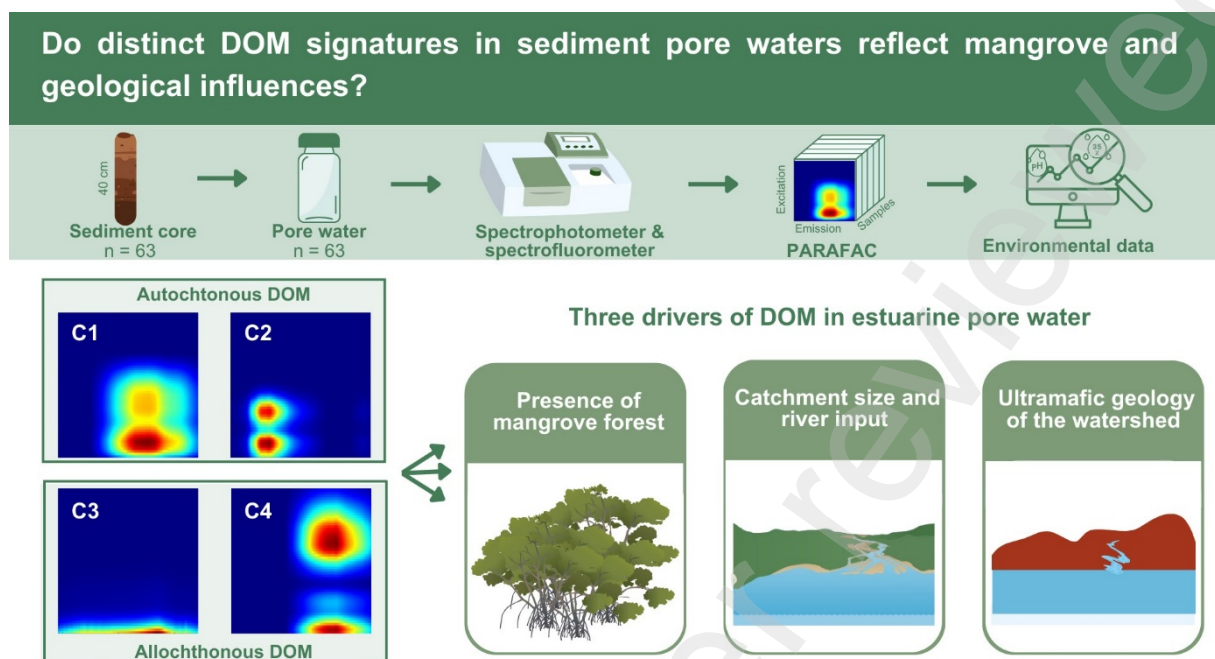 Do distinct DOM signatures in sediment pore waters reflect mangrove and
geological influences?
40 cm
Sediment core
n = 63
Pore water
n = 63
Spectrophotometer &
spectrofluorometer
Excitation
Emission
Samples
PARAFAC
pH
Environmental data
Autochtonous DOM
C1
C2
C3
C4
Allochthonous DOM
Three drivers of DOM in estuarine pore water
Presence of
mangrove forest
Catchment size and
river input
Ultramafic geology
of the watershed
er reviewe